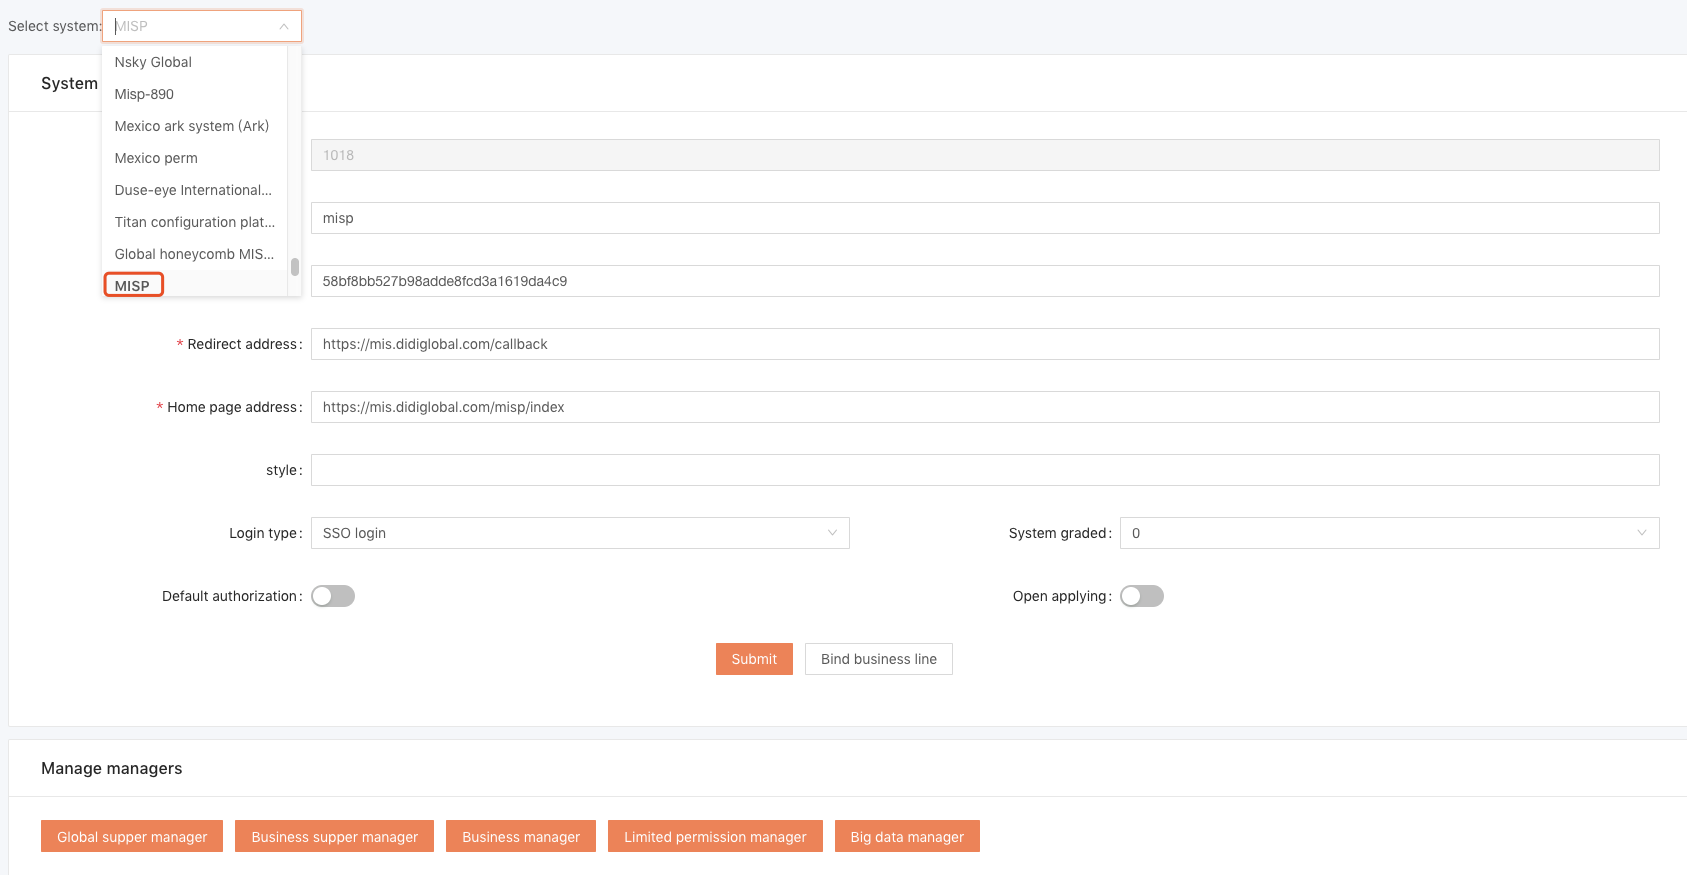 Select system:
MISP
Nsky Global
Misp-890
Mexico ark system (Ark)
Mexico perm
Duse-eye International...
Titan configuration plat...
Global honeycomb MIS...
MISP
System
1018
misp
58bf8bb527b98adde8fcd3a1619da4c9
* Redirect address: https://mis.didiglobal.com/callback
* Home page address: https://mis.didiglobal.com/misp/index
style:
Login type: SSO login System graded: 0
Default authorization: Open applying:
Submit Bind business line
Manage managers
Global supper manager Business supper manager Business manager Limited permission manager Big data manager